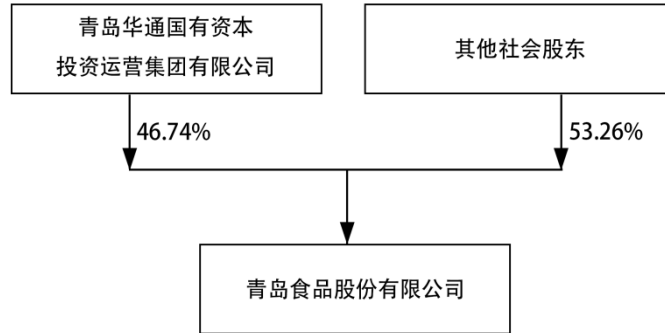 青岛华通国有资本
投资运营集团有限公司
其他社会股东
46.74%
53.26%
青岛食品股份有限公司